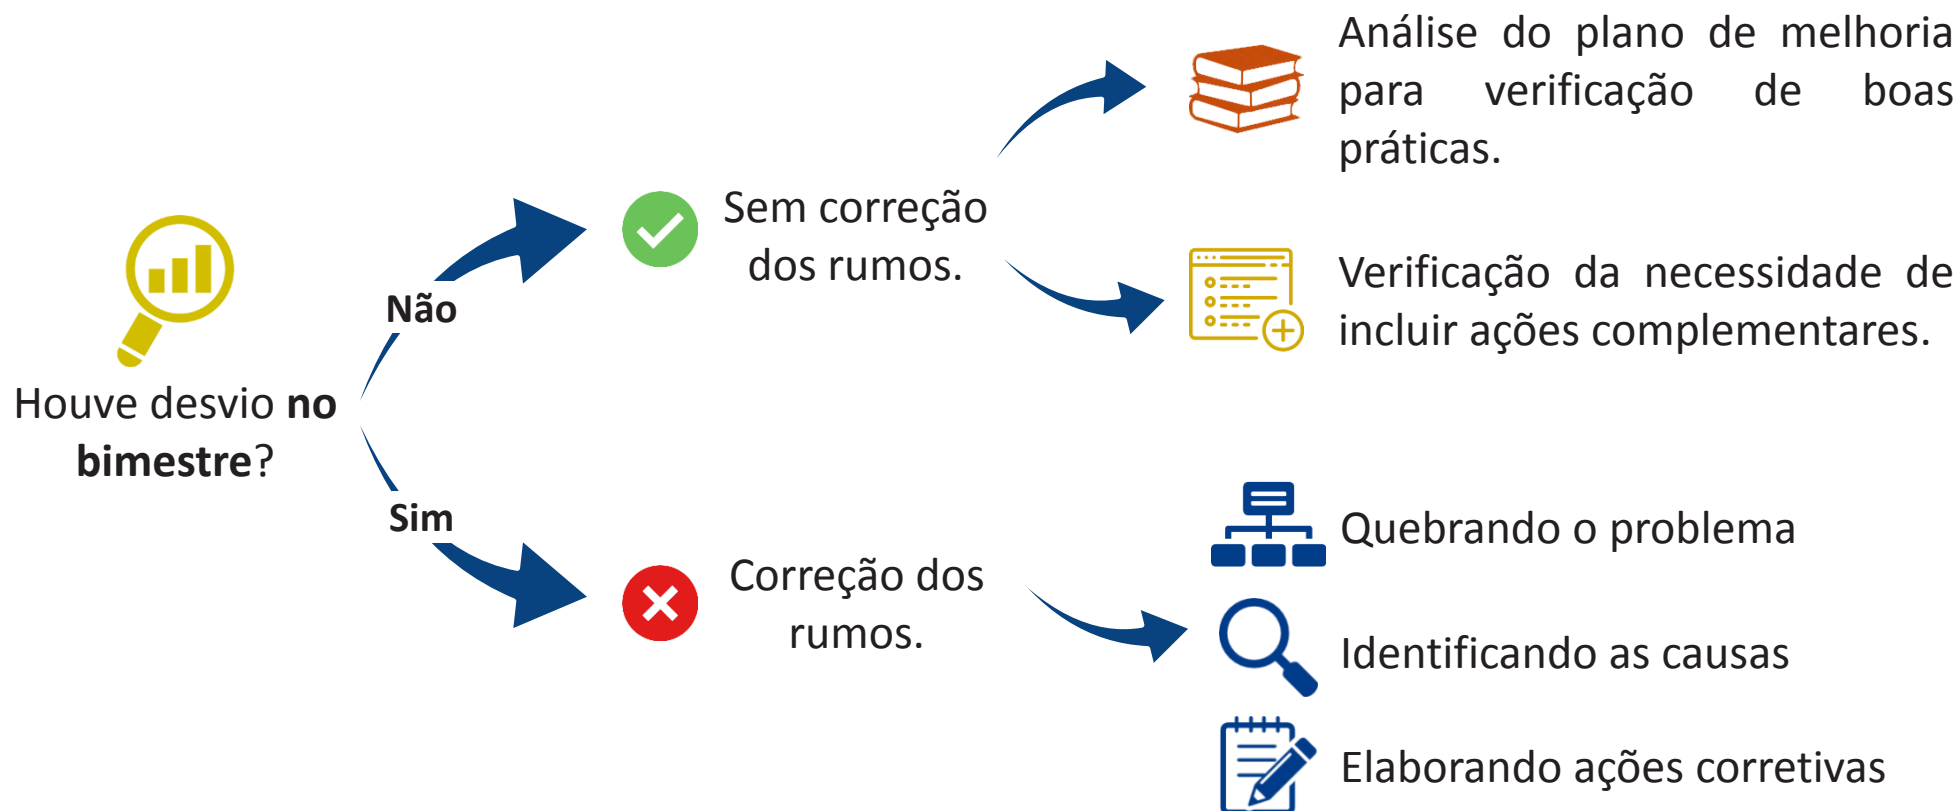 Houve desvio no
bimestre?
Não
Sem correção
dos rumos.
Análise do plano de melhoria
para verificação de boas
práticas.
Verificação da necessidade de
incluir ações complementares.
Sim
Correção dos
rumos.
Quebrando o problema
Identificando as causas
Elaborando ações corretivas